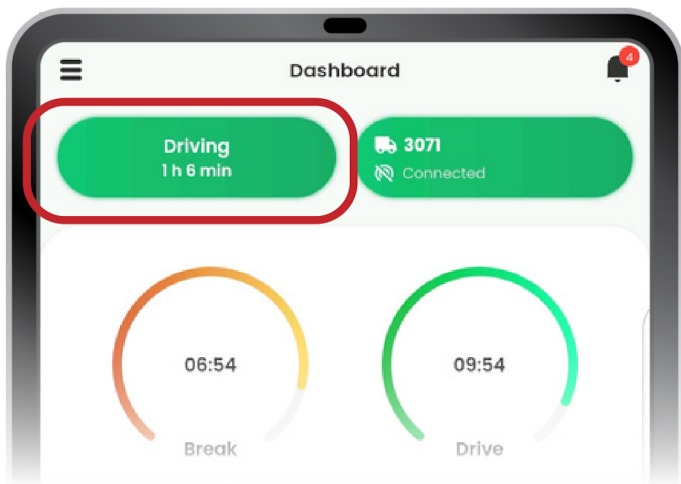 Dashboard
4
Driving
1 h 6 min
3071
Connected
06:54
Break
09:54
Drive